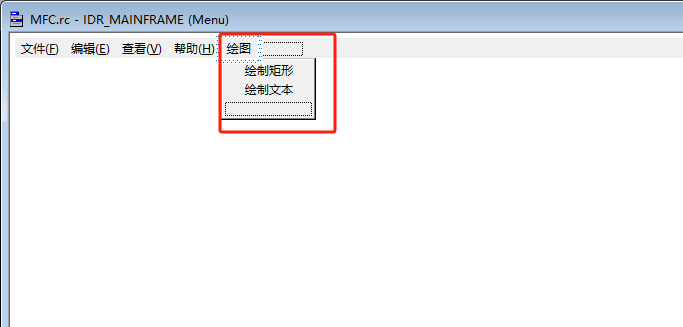 MFC.rc - IDR_MAINFRAME (Menu)
文件(F) 编辑(E) 查看(V) 帮助(H) 绘图
绘制矩形
绘制文本